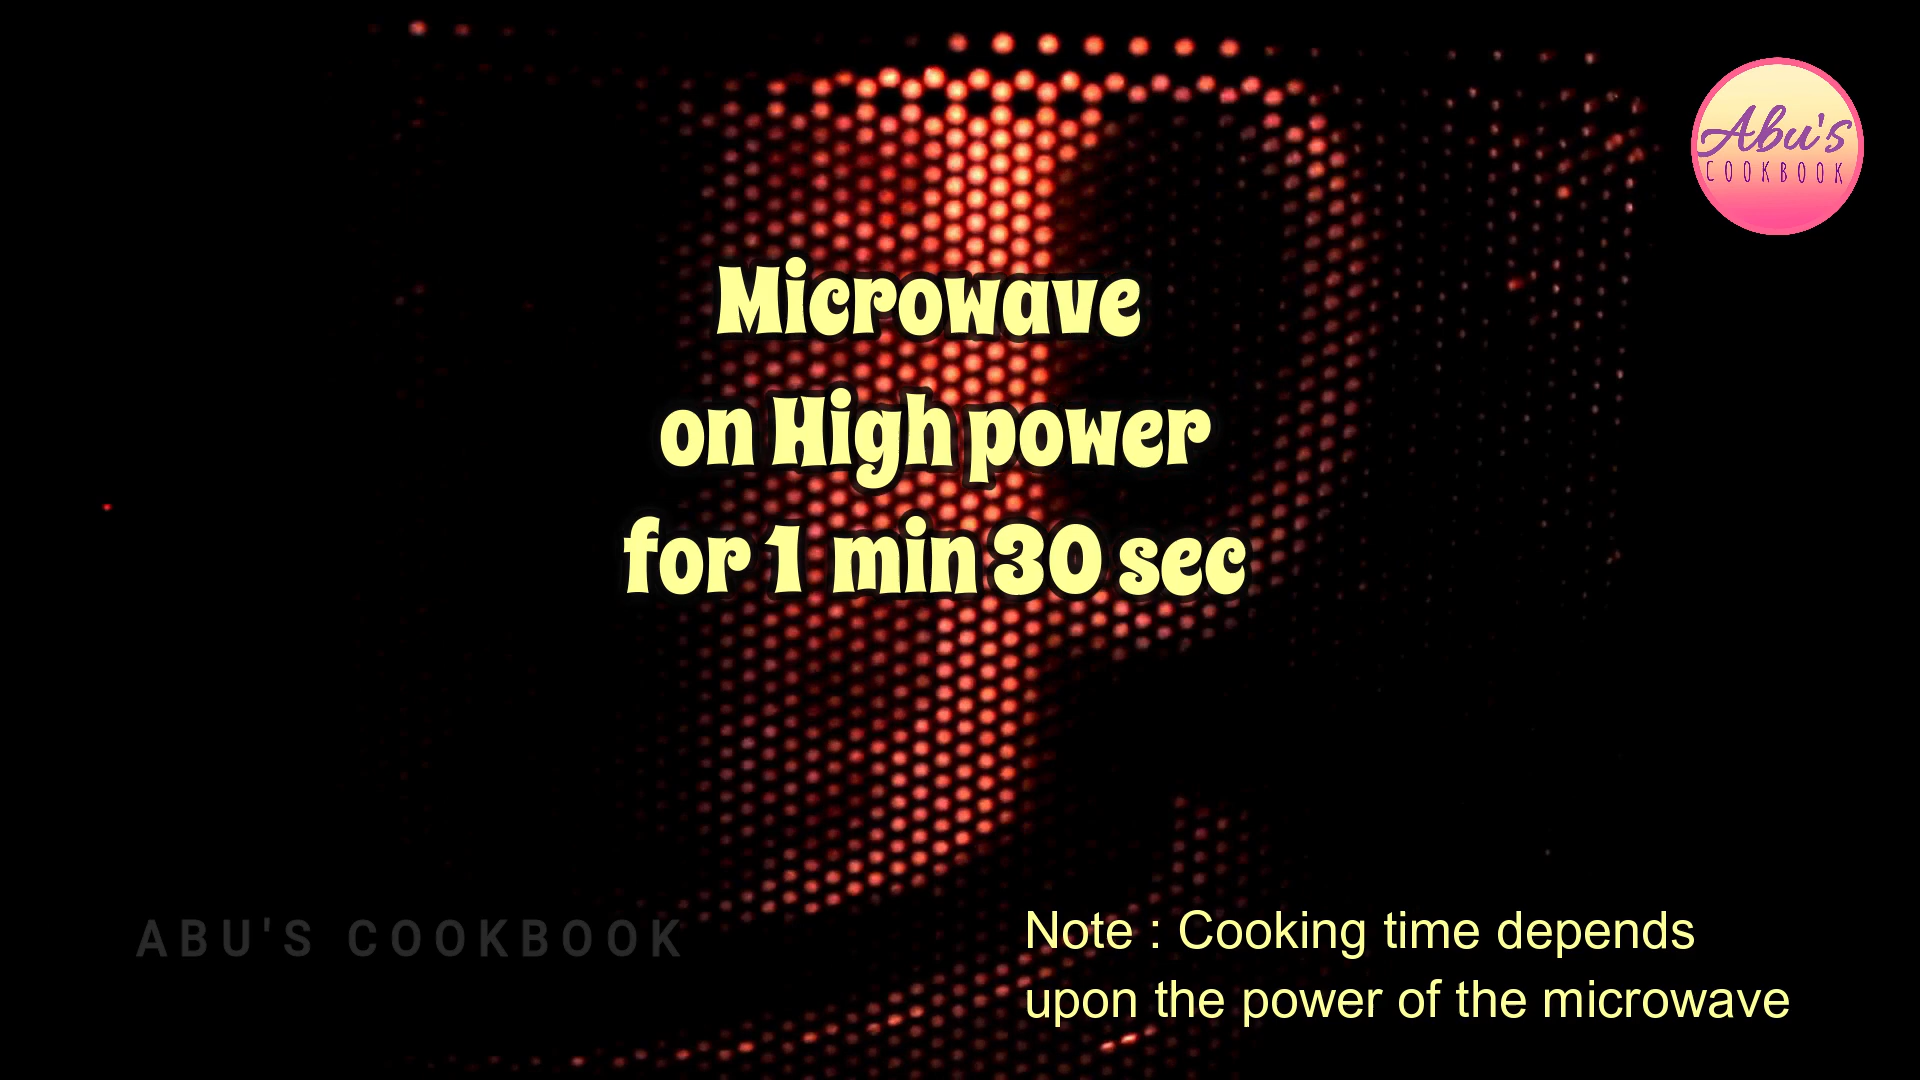 Abu's
COOKBOOK
Microwave
on High power
for 1 min 30 sec
ABU'S COOKBOOK
Note : Cooking time depends
upon the power of the microwave